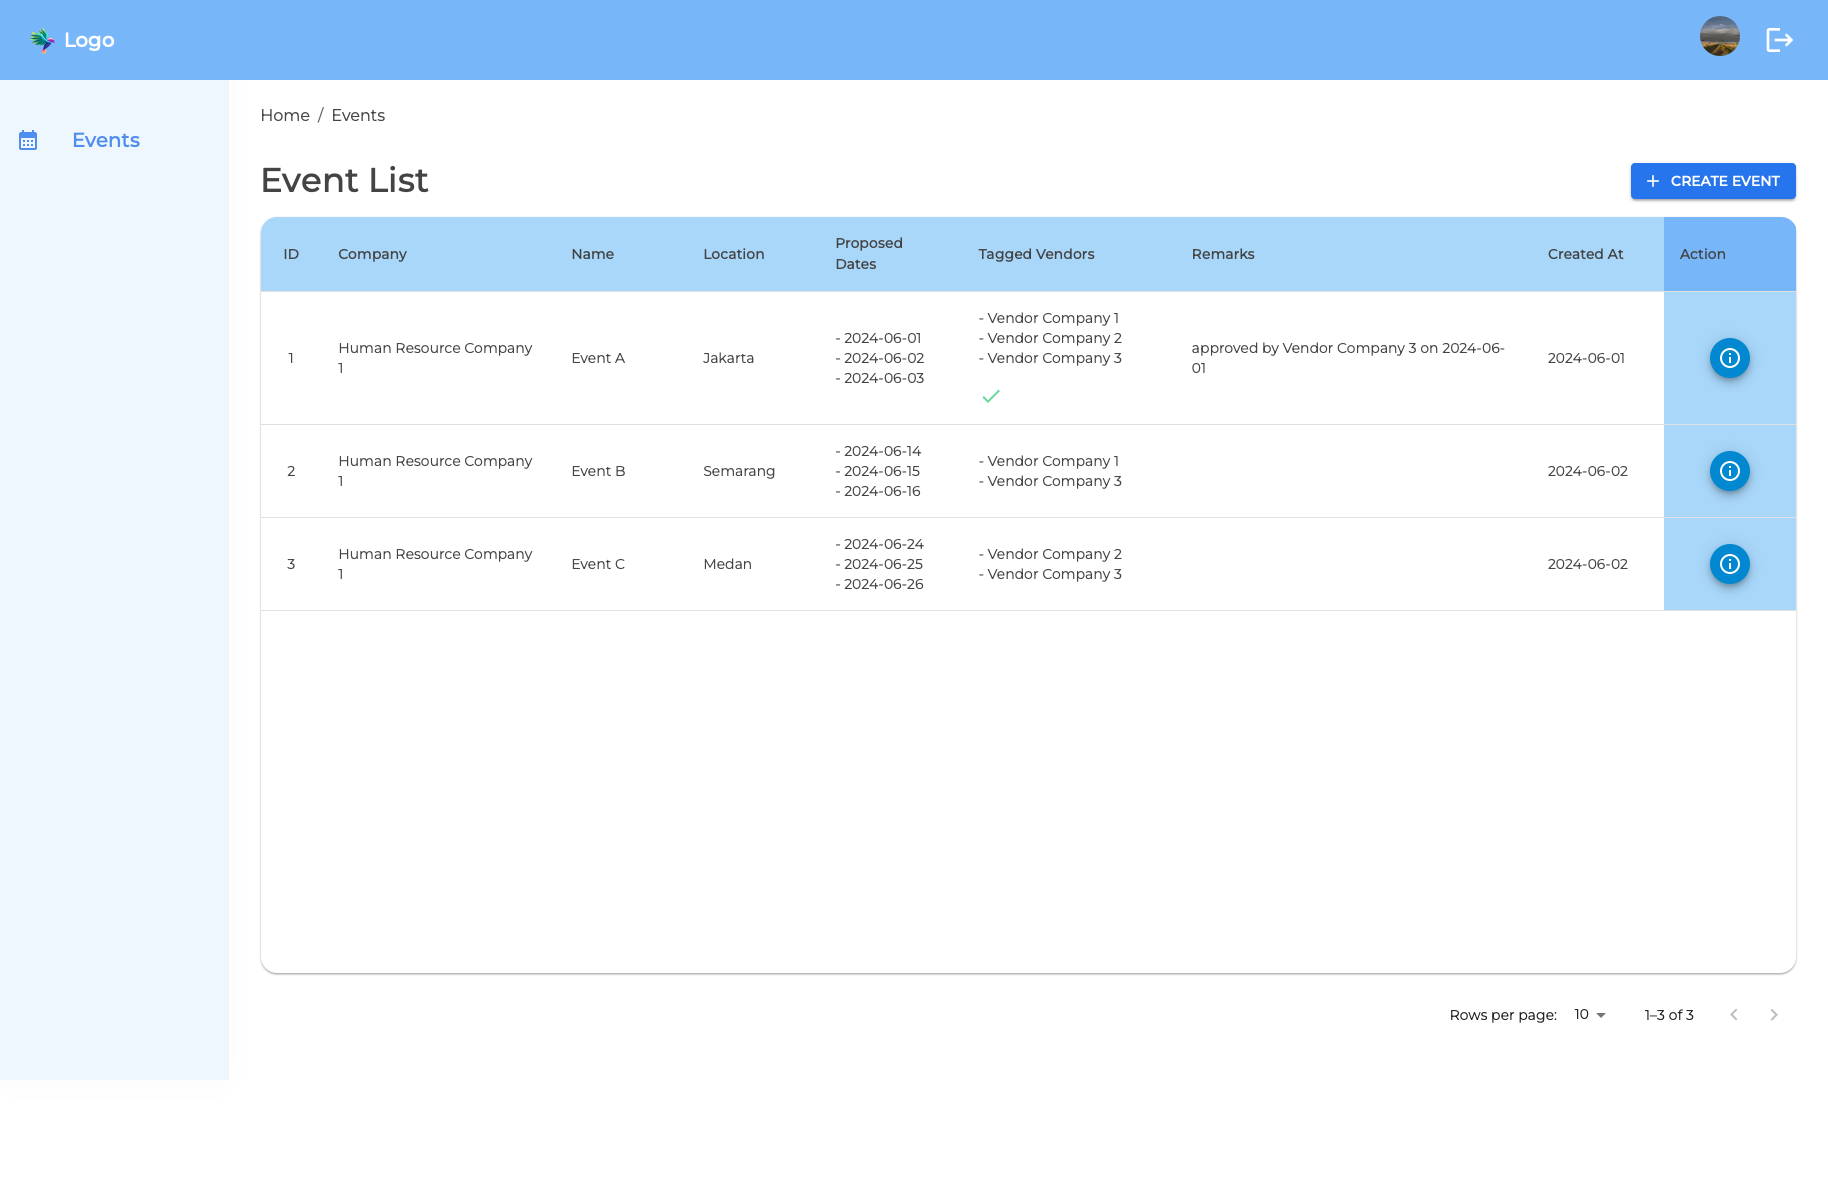 Logo
Events
Home / Events
Event List
CREATE EVENT
ID Company Name Location Proposed Dates Tagged Vendors Remarks Created At Action
1
Human Resource Company
1
Event A
Jakarta
- 2024-06-01
- 2024-06-02
- 2024-06-03
- Vendor Company 1
- Vendor Company 2
- Vendor Company 3
approved by Vendor Company 3 on 2024-06-
01
2024-06-01
2
Human Resource Company
1
Event B
Semarang
- 2024-06-14
- 2024-06-15
- 2024-06-16
- Vendor Company 1
- Vendor Company 3
2024-06-02
3
Human Resource Company
1
Event C
Medan
- 2024-06-24
- 2024-06-25
- 2024-06-26
- Vendor Company 2
- Vendor Company 3
2024-06-02
Rows per page: 10 1–3 of 3